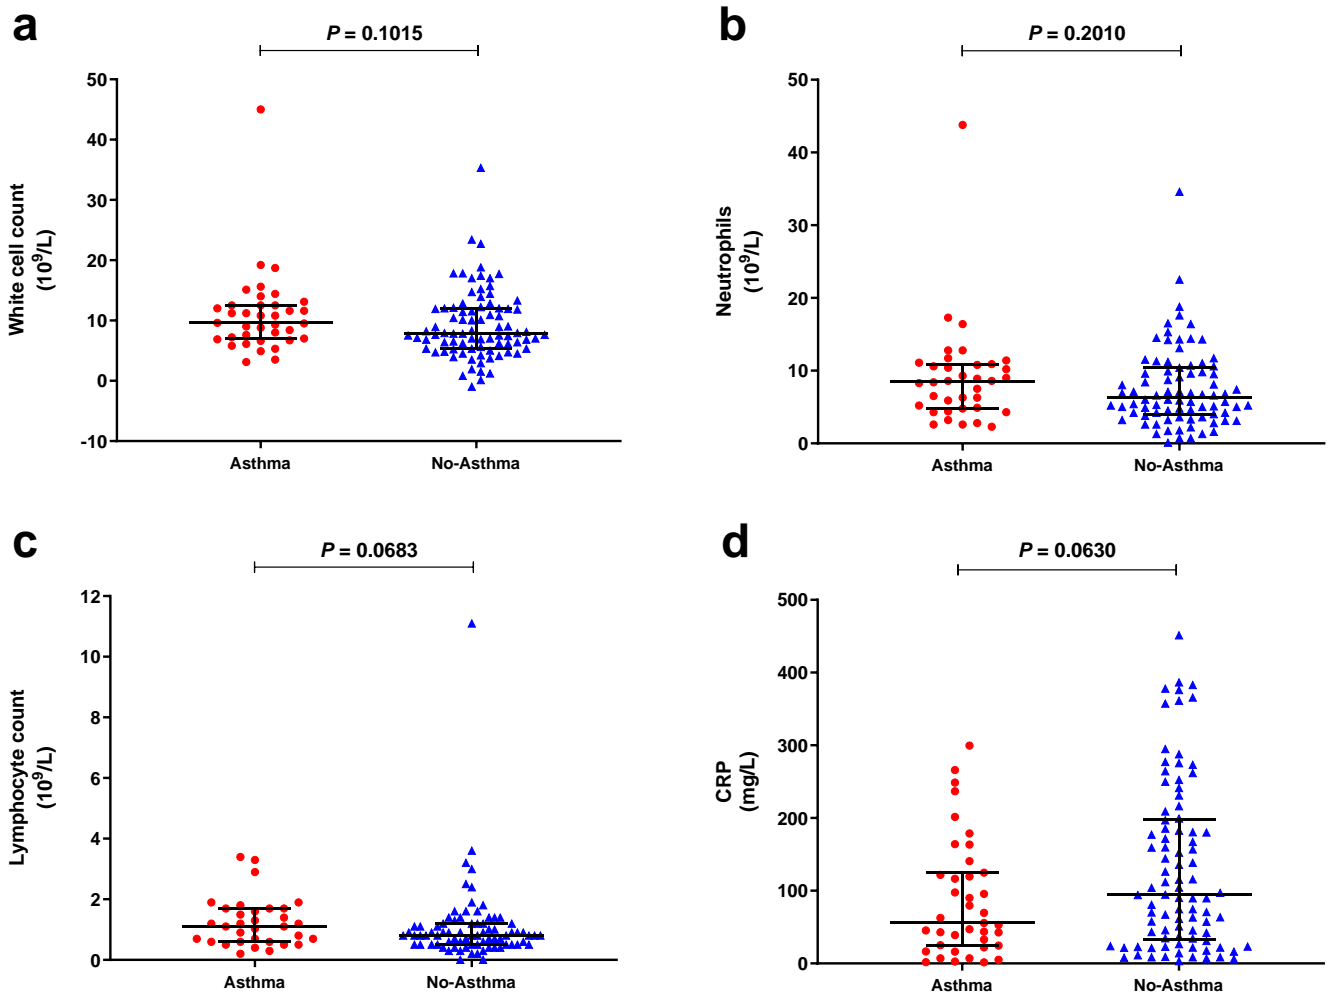 a
P = 0.1015
50
40
30
20
10
0
-10
White cell count
(10⁹/L)
Asthma
No-Asthma
b
P = 0.2010
50
40
30
20
10
0
Neutrophils
(10⁹/L)
Asthma
No-Asthma
c
P = 0.0683
12
10
8
6
4
2
0
Lymphocyte count
(10⁹/L)
Asthma
No-Asthma
d
P = 0.0630
500
400
300
200
100
0
CRP
(mg/L)
Asthma
No-Asthma